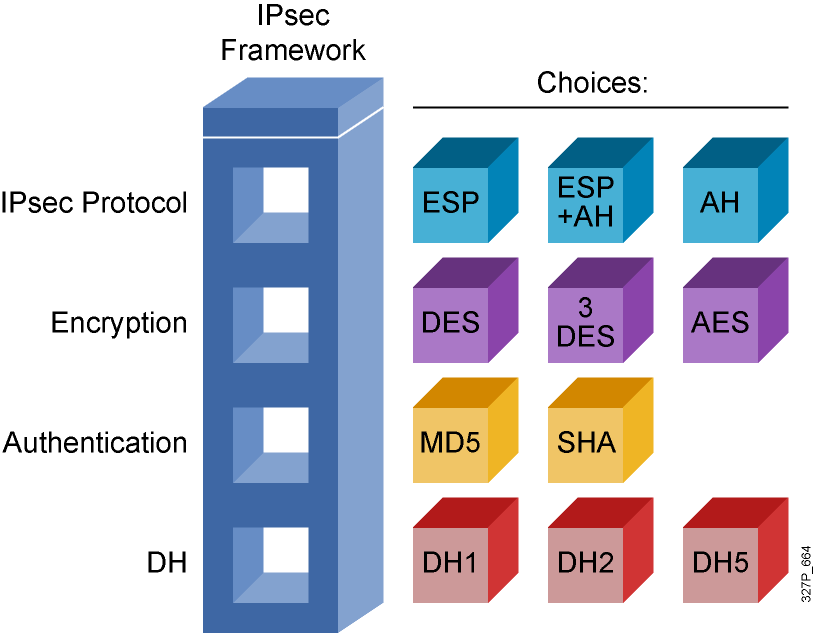 IPsec
Framework
Choices:
IPsec Protocol
ESP
ESP
+AH
AH
Encryption
DES
3
DES
AES
Authentication
MD5
SHA
DH
DH1
DH2
DH5
327P_664